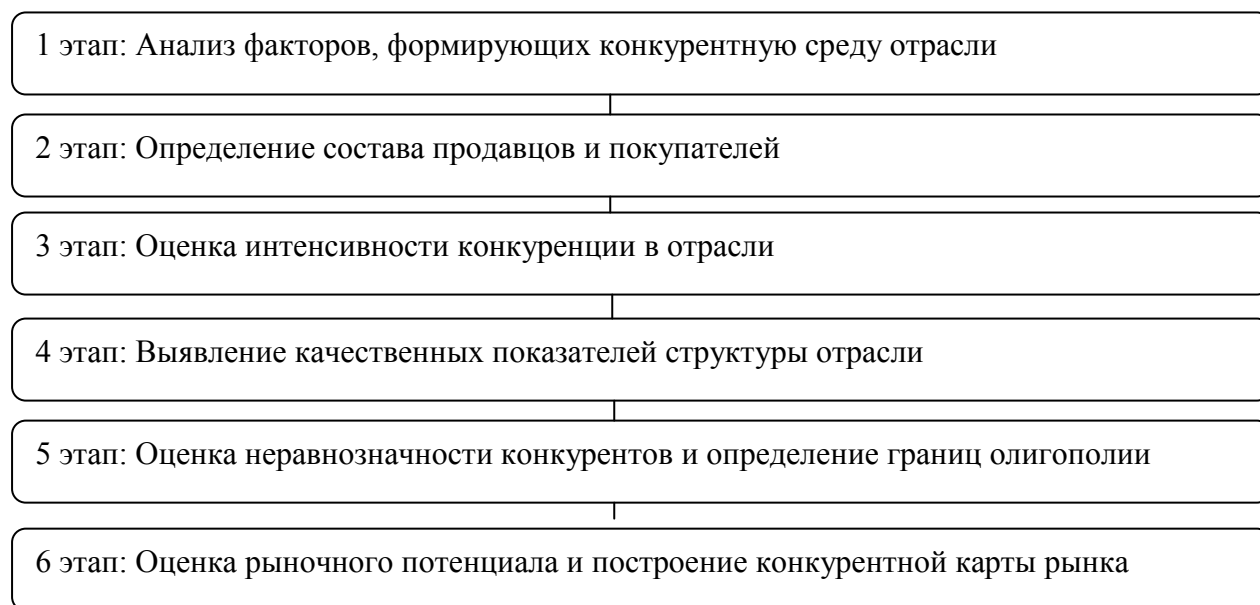 1 этап: Анализ факторов, формирующих конкурентную среду отрасли
2 этап: Определение состава продавцов и покупателей
3 этап: Оценка интенсивности конкуренции в отрасли
4 этап: Выявление качественных показателей структуры отрасли
5 этап: Оценка неравнозначности конкурентов и определение границ олигополии
6 этап: Оценка рыночного потенциала и построение конкурентной карты рынка